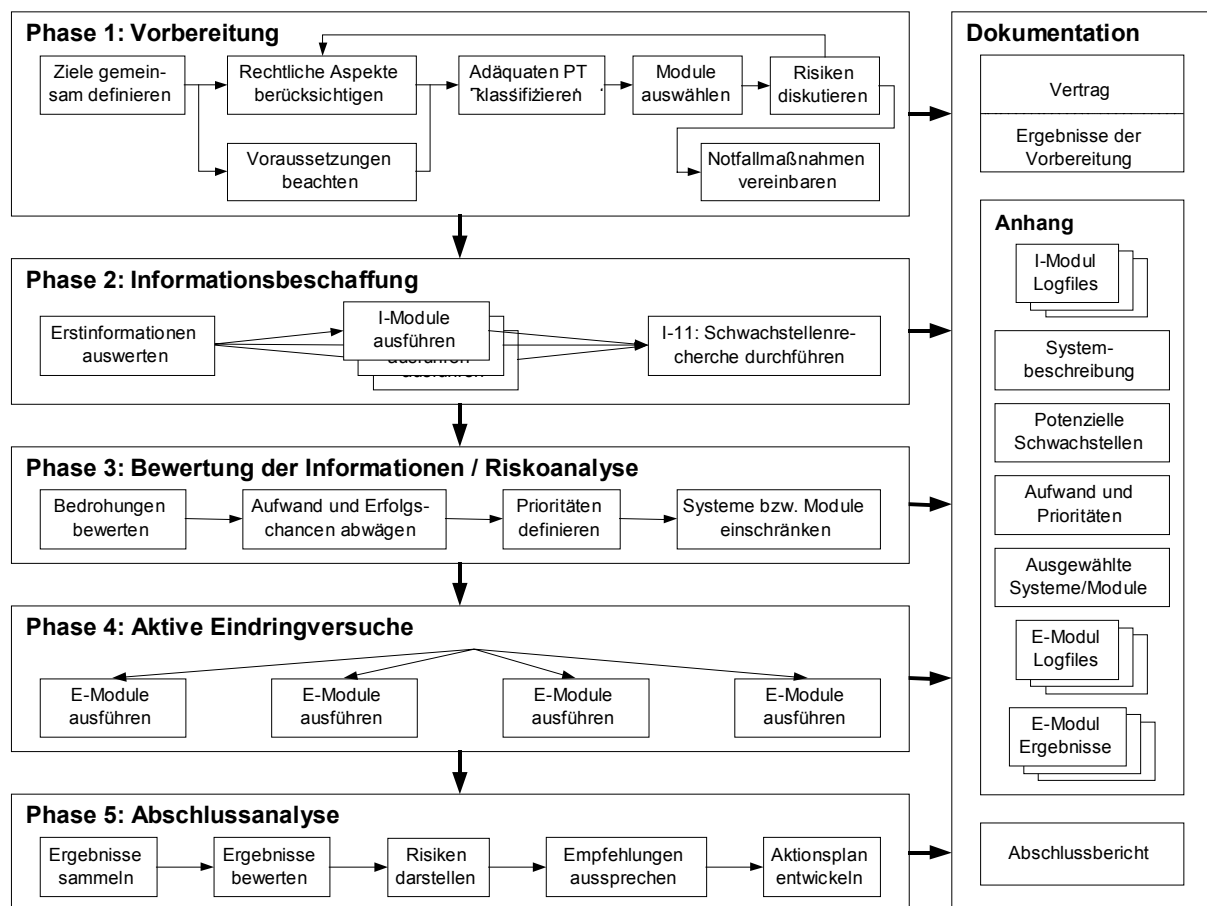 Phase 1: Vorbereitung
Ziele gemein-
sam definieren
Rechtliche Aspekte
berücksichtigen
Voraussetzungen
beachten
Adäquaten PT
klassifizieren
Module
auswählen
Risiken
diskutieren
Notfallmaßnahmen
vereinbaren
Phase 2: Informationsbeschaffung
Erstinformationen
auswerten
I-Module
ausführen
ausführen
ausführen
I-11: Schwachstellenre-
cherche durchführen
Phase 3: Bewertung der Informationen / Riskoanalyse
Bedrohungen
bewerten
Aufwand und Erfolgs-
chancen abwägen
Prioritäten
definieren
Systeme bzw. Module
einschränken
Phase 4: Aktive Eindringversuche
E-Module
ausführen
E-Module
ausführen
E-Module
ausführen
E-Module
ausführen
Phase 5: Abschlussanalyse
Ergebnisse
sammeln
Ergebnisse
bewerten
Risiken
darstellen
Empfehlungen
aussprechen
Aktionsplan
entwickeln
Dokumentation
Vertrag
Ergebnisse der
Vorbereitung
Anhang
I-Modul
Logfiles
System-
beschreibung
Potenzielle
Schwachstellen
Aufwand und
Prioritäten
Ausgewählte
Systeme/Module
E-Modul
Logfiles
E-Modul
Ergebnisse
Abschlussbericht